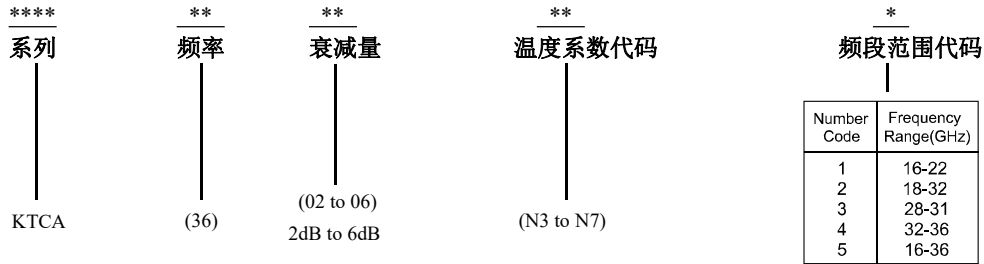 **** ** ** ** *
系列 频率 衰减量 温度系数代码 频段范围代码
Number Code Frequency Range(GHz)
1 16-22
2 18-32
3 28-31
4 32-36
5 16-36
KTCA (36) (02 to 06) (N3 to N7)
2dB to 6dB